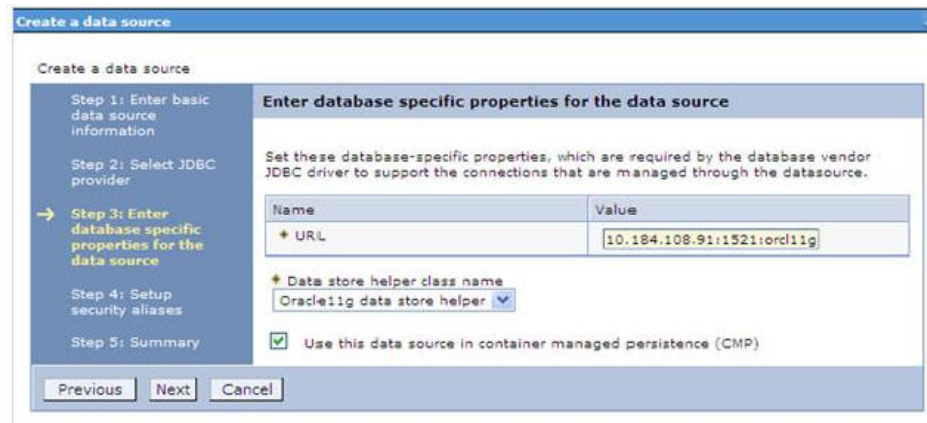 Create a data source
Create a data source
Step 1: Enter basic
data source
information
Step 2: Select JDBC
provider
Step 3: Enter
database specific
properties for the
data source
Step 4: Setup
security aliases
Step 5: Summary
Enter database specific properties for the data source
Set these database-specific properties, which are required by the database vendor
JDBC driver to support the connections that are managed through the datasource.
Name Value
* URL 10.184.108.91:1521:orcl11g
* Data store helper class name
Oracle11g data store helper
Use this data source in container managed persistence (CMP)
Previous Next Cancel